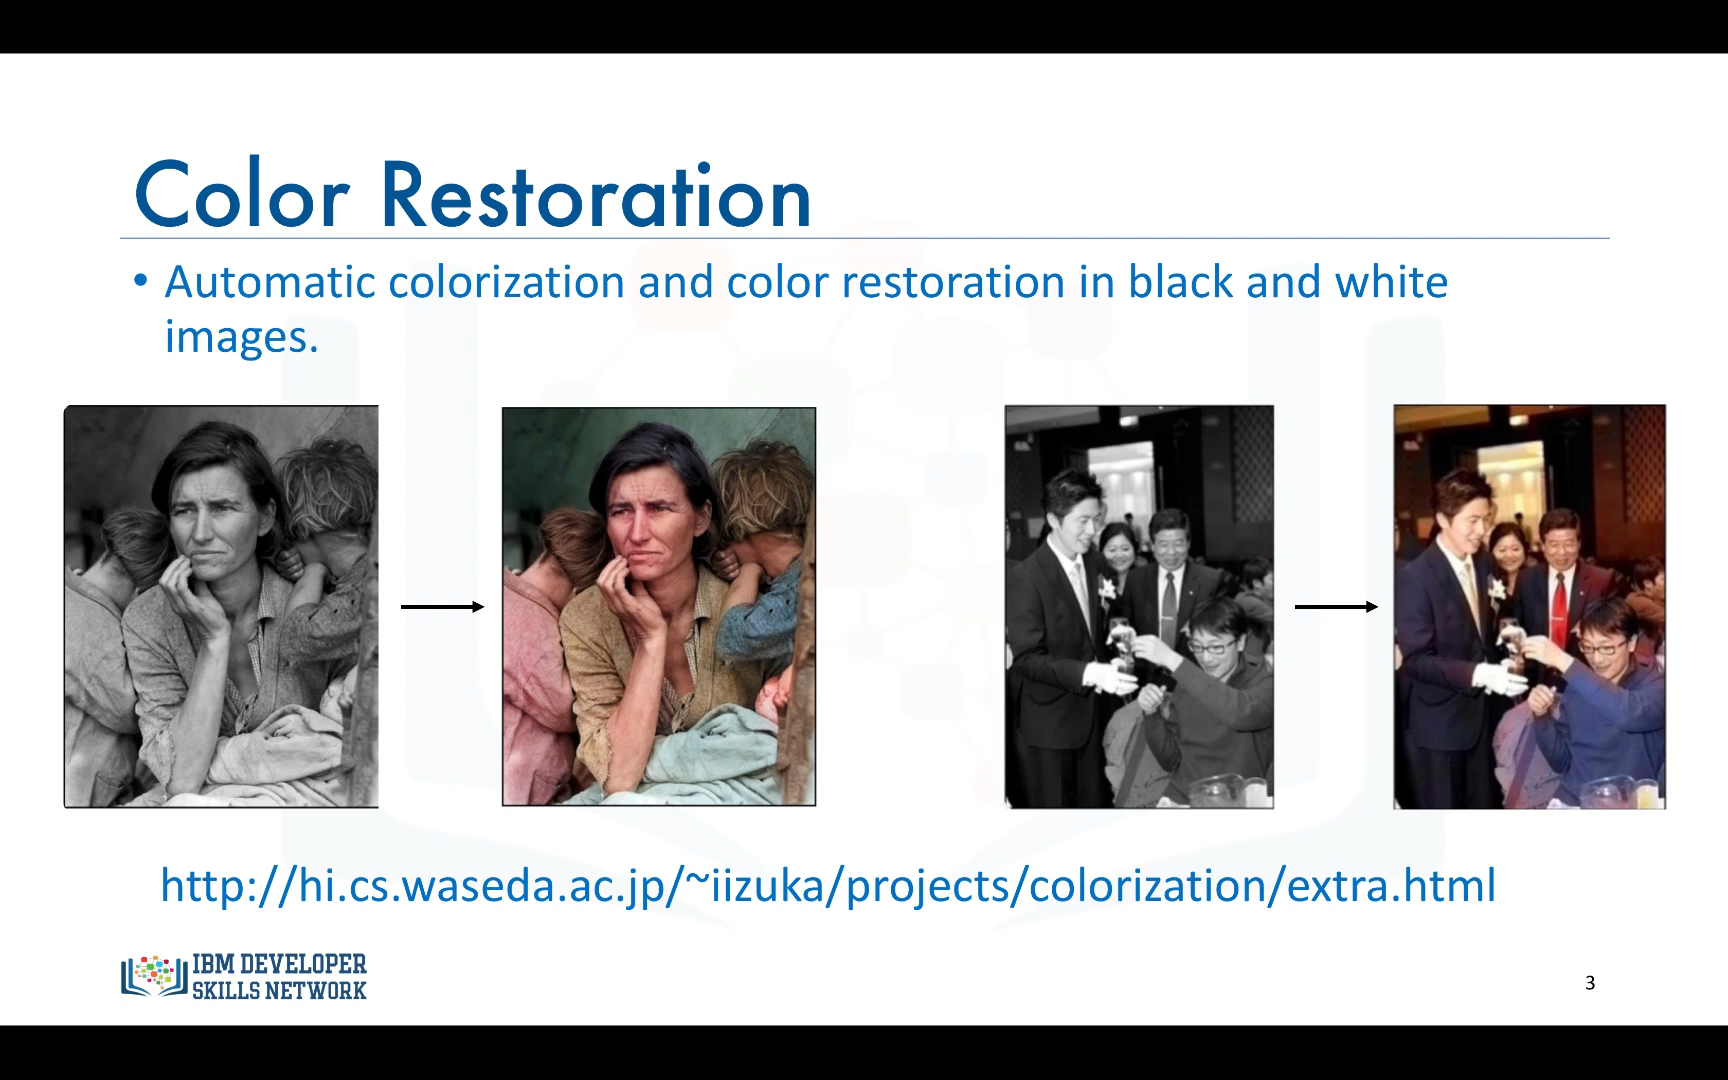 Color Restoration
• Automatic colorization and color restoration in black and white
images.
http://hi.cs.waseda.ac.jp/~iizuka/projects/colorization/extra.html
IBM DEVELOPER
SKILLS NETWORK
3